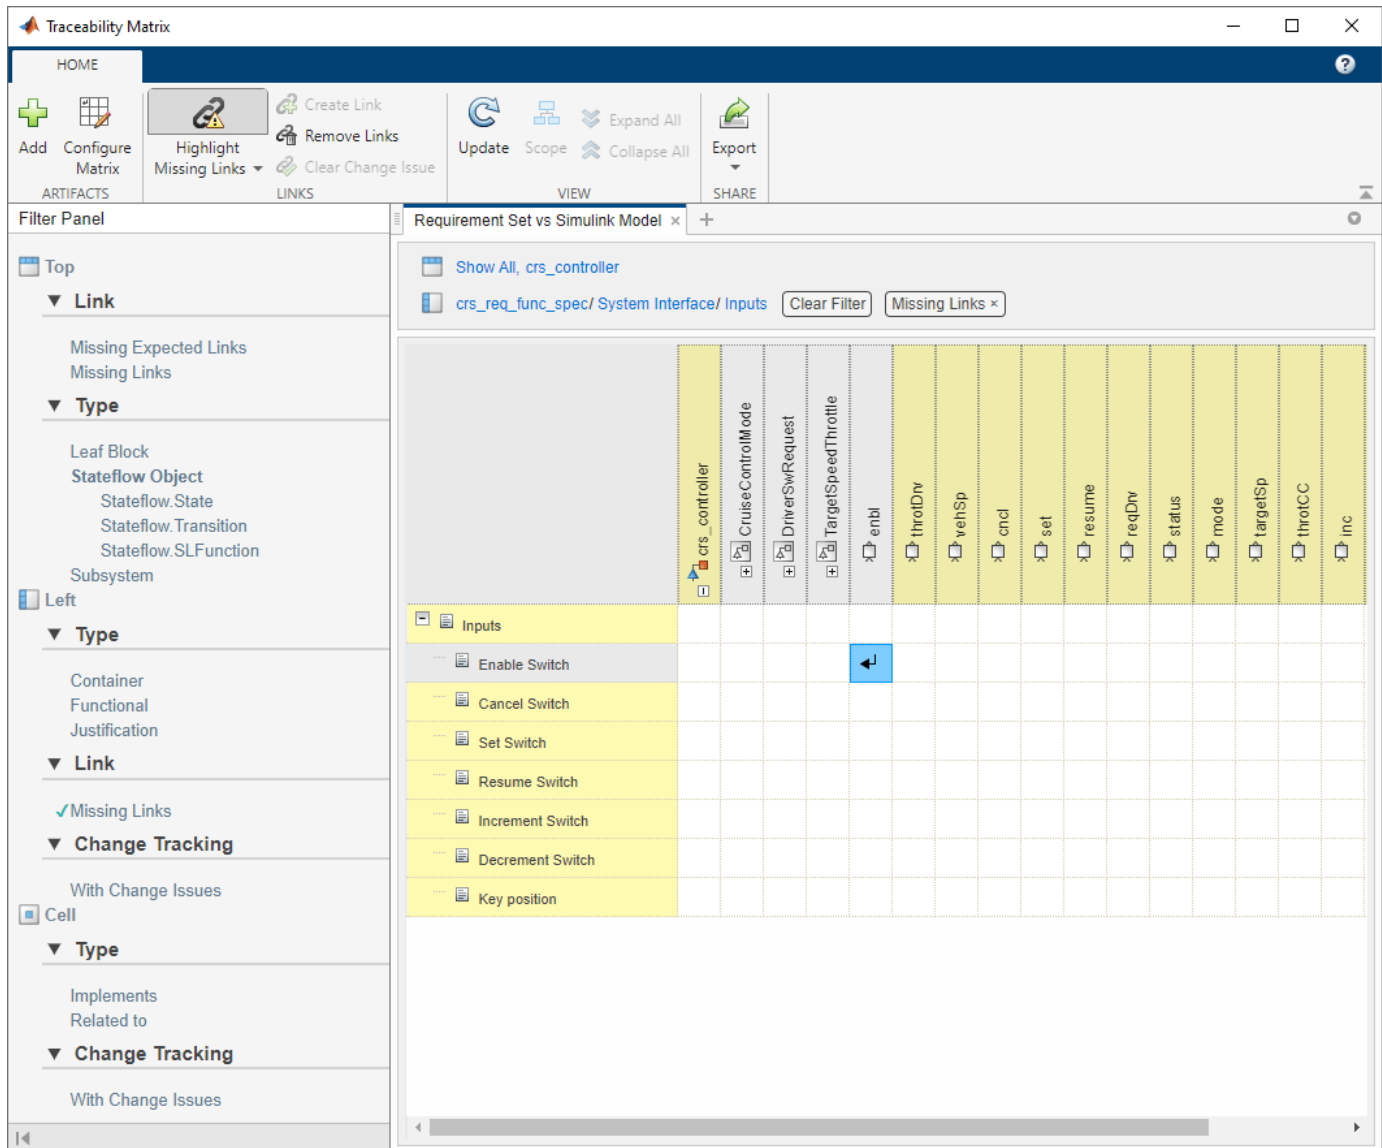 Traceability Matrix
HOME
Add
Configure Matrix
ARTIFACTS
Highlight Missing Links
Create Link
Remove Links
Clear Change Issue
LINKS
Update
Scope
Expand All
Collapse All
VIEW
Export
SHARE
Filter Panel
Top
Link
Missing Expected Links
Missing Links
Type
Leaf Block
Stateflow Object
Stateflow.State
Stateflow.Transition
Stateflow.SLFunction
Subsystem
Left
Type
Container
Functional
Justification
Link
✓Missing Links
Change Tracking
With Change Issues
Cell
Type
Implements
Related to
Change Tracking
With Change Issues
Requirement Set vs Simulink Model ×
Show All, crs_controller
crs_req_func_spec/ System Interface/ Inputs Clear Filter Missing Links ×
crs_controller
CruiseControlMode
DriverSwRequest
TargetSpeedThrottle
enbl
throtDrv
vehSp
cncl
set
resume
reqDrv
status
mode
targetSp
throtCC
inc
Inputs
Enable Switch
Cancel Switch
Set Switch
Resume Switch
Increment Switch
Decrement Switch
Key position